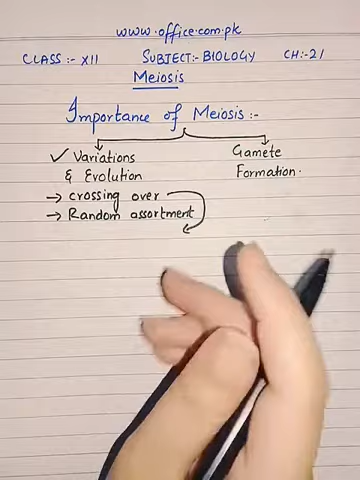 www.office.com.pk
CLASS:- XII SUBJECT:- BIOLOGY CH:-21
Meiosis
Importance of Meiosis:-
✓ Variations & Evolution
Gamete Formation.
→ crossing over
→ Random assortment